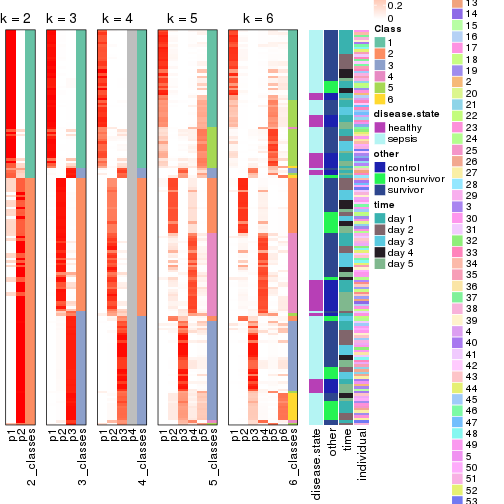 k = 2
k = 3
k = 4
k = 5
k = 6
0.2
0
Class
1
2
3
4
5
6
disease.state
healthy
sepsis
other
control
non-survivor
survivor
time
day 1
day 2
day 3
day 4
day 5
13
14
15
16
17
18
19
2
20
21
22
23
24
25
26
27
28
29
3
30
31
32
33
34
35
36
37
38
39
4
40
41
42
43
44
45
46
47
48
49
5
50
51
52
53
p1
p2
2_classes
p1
p2
p3
3_classes
p1
p2
p3
p4
4_classes
p1
p2
p3
p4
p5
5_classes
p1
p2
p3
p4
p5
p6
6_classes
disease.state
other
time
individual